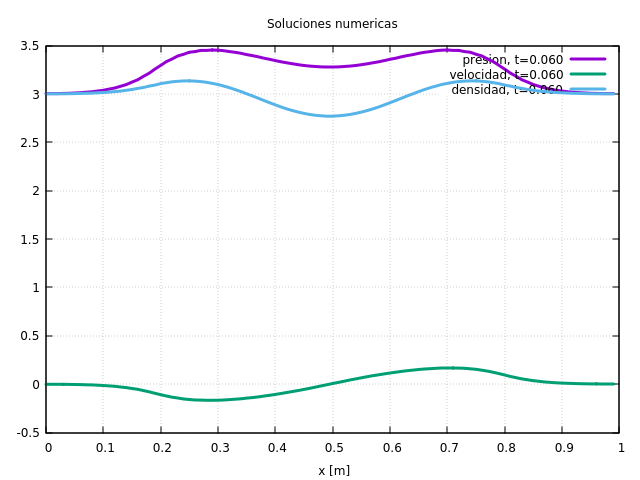 Soluciones numericas
3.5
3
2.5
2
1.5
1
0.5
0
-0.5
presion, t=0.060
velocidad, t=0.060
densidad, t=0.060
0 0.1 0.2 0.3 0.4 0.5 0.6 0.7 0.8 0.9 1
x [m]